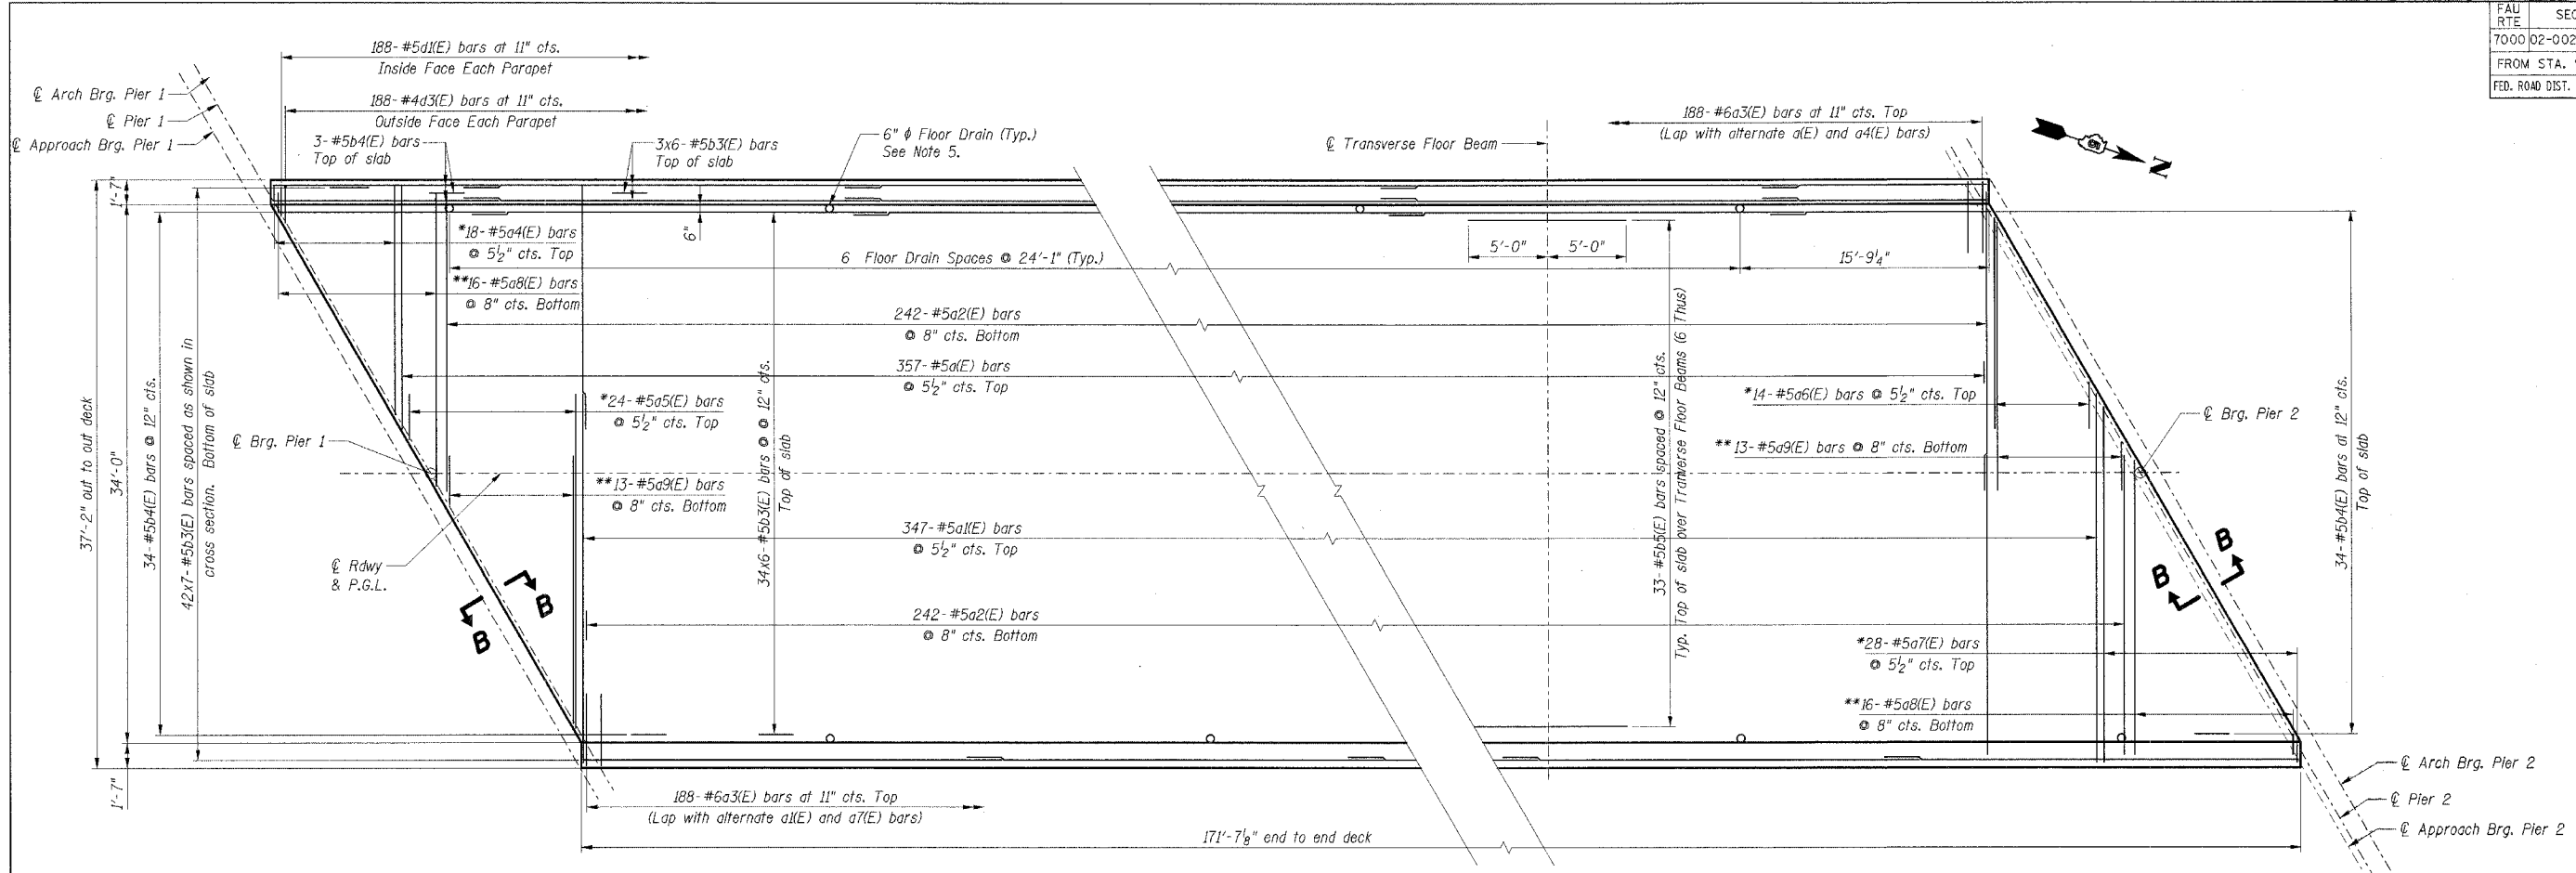 FAU
RTE
SEC
7000 02-002
FROM STA.
FED. ROAD DIST.
188-#5d1(E) bars at 11" cts.
Inside Face Each Parapet
188-#4d3(E) bars at 11" cts.
Outside Face Each Parapet
℄ Arch Brg. Pier 1
℄ Pier 1
℄ Approach Brg. Pier 1
3-#5b4(E) bars
Top of slab
3x6-#5b3(E) bars
Top of slab
6" ϕ Floor Drain (Typ.)
See Note 5.
℄ Transverse Floor Beam
188-#6a3(E) bars at 11" cts. Top
(Lap with alternate a(E) and a4(E) bars)
N
1'-7"
37'-2" out to out deck
34'-0"
1'-7"
34-#5b4(E) bars @ 12" cts.
42x7-#5b3(E) bars spaced as shown in
cross section. Bottom of slab
*18-#5a4(E) bars
@ 5½" cts. Top
6"
**16-#5a8(E) bars
@ 8" cts. Bottom
6 Floor Drain Spaces @ 24'-1" (Typ.)
5'-0"
5'-0"
15'-9¼"
242-#5a2(E) bars
@ 8" cts. Bottom
357-#5a(E) bars
@ 5½" cts. Top
*24-#5a5(E) bars
@ 5½" cts. Top
34x6-#5b3(E) bars @ @ 12" cts.
Top of slab
33-#5b5(E) bars spaced @ 12" cts.
Typ. Top of slab over Tranverse Floor Beams (6 Thus)
*14-#5a6(E) bars @ 5½" cts. Top
℄ Brg. Pier 1
℄ Brg. Pier 2
**13-#5a9(E) bars @ 8" cts. Bottom
**13-#5a9(E) bars
@ 8" cts. Bottom
34-#5b4(E) bars at 12" cts.
Top of slab
347-#5a1(E) bars
@ 5½" cts. Top
℄ Rdwy
& P.G.L.
B
B
B
B
242-#5a2(E) bars
@ 8" cts. Bottom
*28-#5a7(E) bars
@ 5½" cts. Top
**16-#5a8(E) bars
@ 8" cts. Bottom
188-#6a3(E) bars at 11" cts. Top
(Lap with alternate a1(E) and a7(E) bars)
171'-7⅛" end to end deck
℄ Arch Brg. Pier 2
℄ Pier 2
℄ Approach Brg. Pier 2